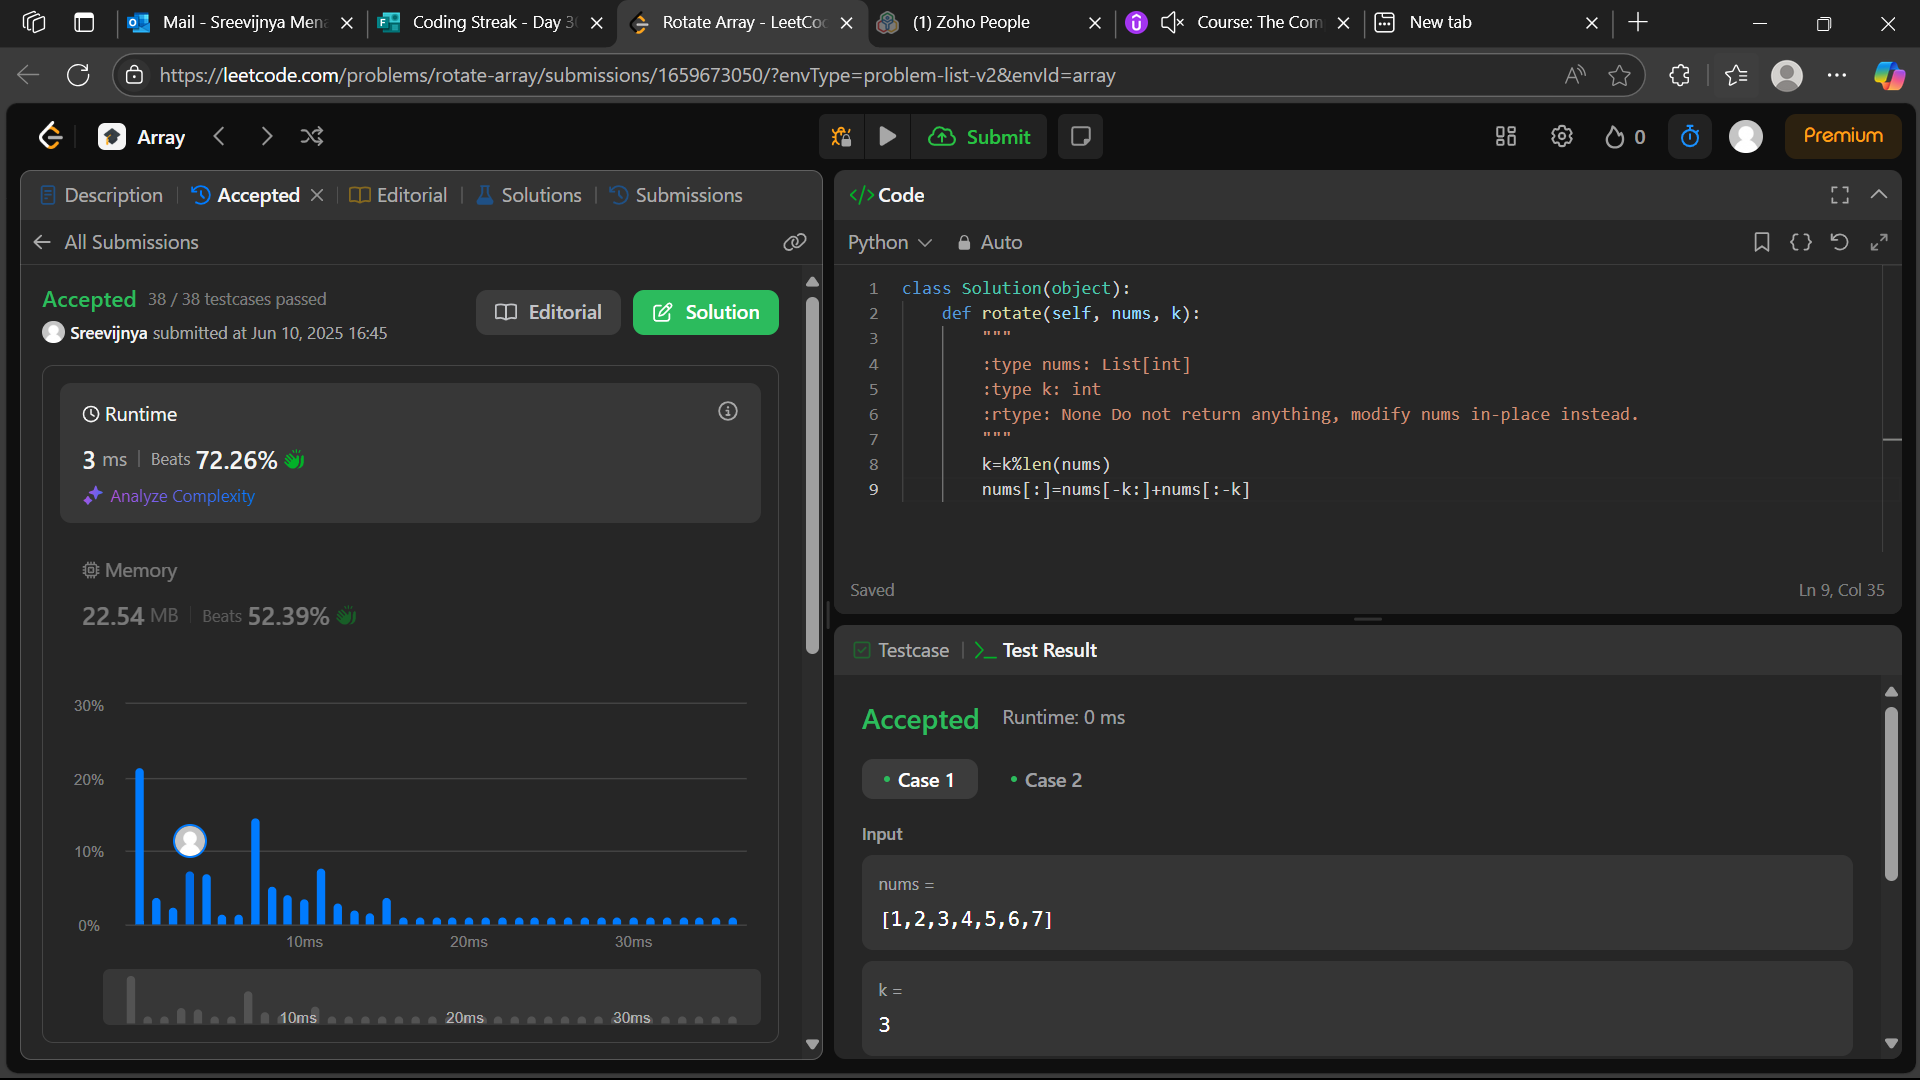 Mail - Sreevijnya Mena
Coding Streak - Day 30
Rotate Array - LeetCo
(1) Zoho People
Course: The Com
New tab
https://leetcode.com/problems/rotate-array/submissions/1659673050/?envType=problem-list-v2&envId=array
Array
Submit
0
Premium
Description
Accepted
Editorial
Solutions
Submissions
All Submissions
Accepted 38 / 38 testcases passed
Sreevijnya submitted at Jun 10, 2025 16:45
Editorial
Solution
Runtime
3 ms | Beats 72.26%
Analyze Complexity
Memory
22.54 MB | Beats 52.39%
30%
20%
10%
0%
10ms 20ms 30ms
10ms 20ms 30ms
</> Code
Python
Auto
1 class Solution(object):
2 def rotate(self, nums, k):
3 """
4 :type nums: List[int]
5 :type k: int
6 :rtype: None Do not return anything, modify nums in-place instead.
7 """
8 k=k%len(nums)
9 nums[:]=nums[-k:]+nums[:-k]
Saved
Ln 9, Col 35
Testcase
>_ Test Result
Accepted Runtime: 0 ms
• Case 1
• Case 2
Input
nums =
[1,2,3,4,5,6,7]
k =
3